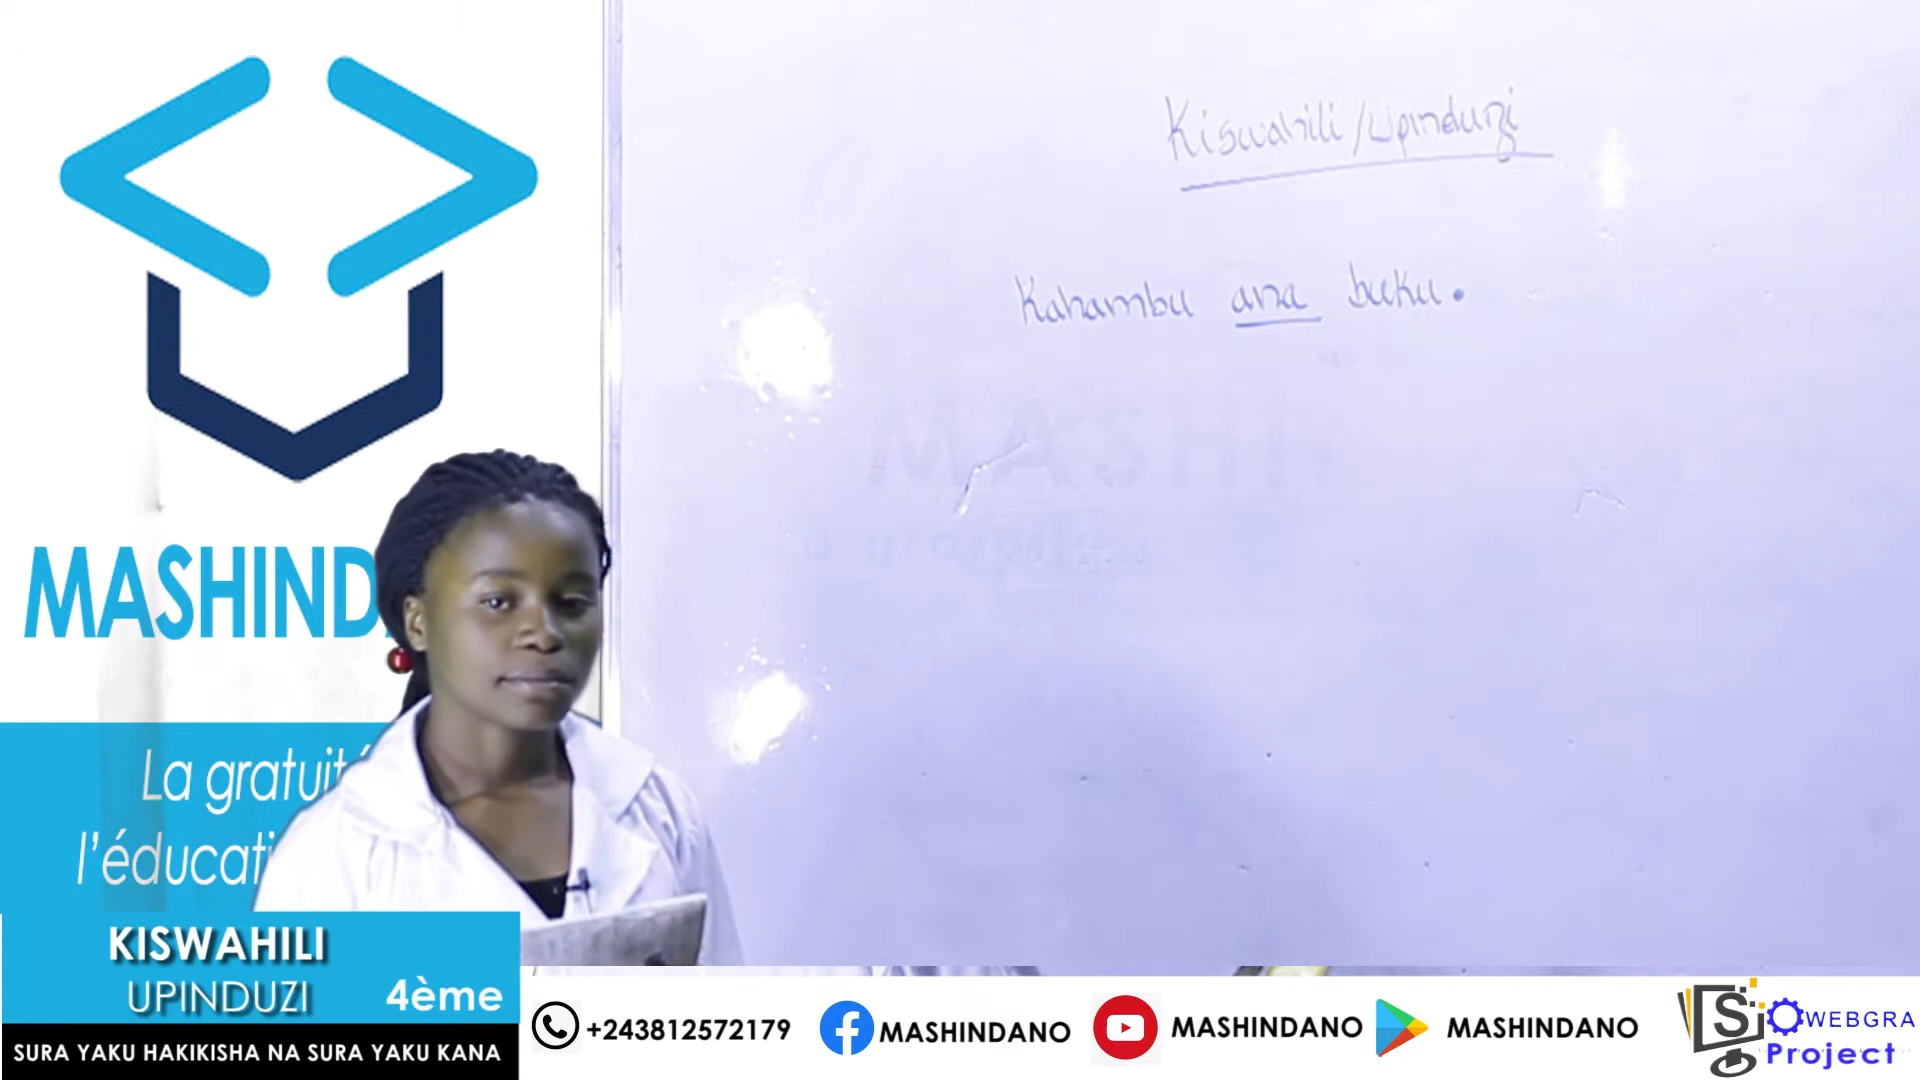 Kiswahili/Upinduzi
Kahambu ana buku.
MASHIND
La gratuité
l'éducati
KISWAHILI
UPINDUZI
4ème
SURA YAKU HAKIKISHA NA SURA YAKU KANA
+243812572179
MASHINDANO
MASHINDANO
MASHINDANO
WEBGRA
Project